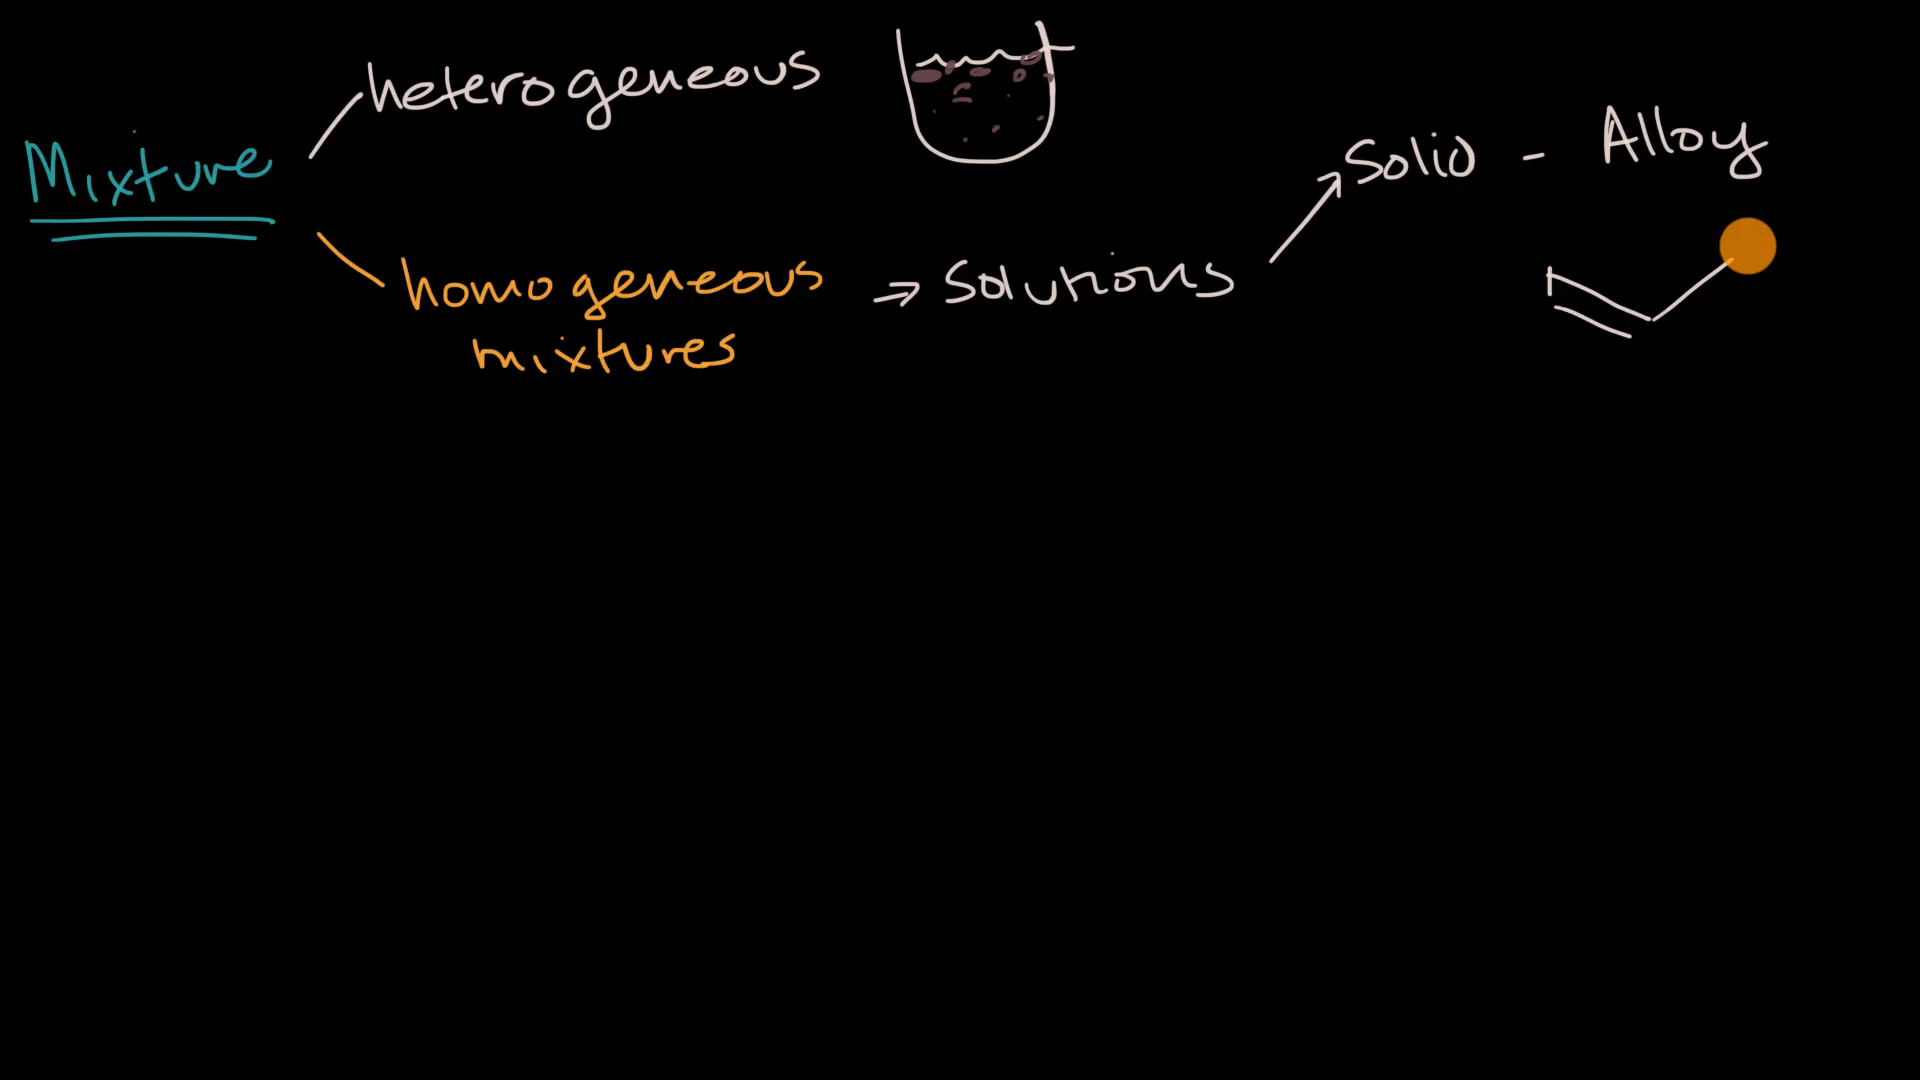 heterogeneous
Mixture
Solid - Alloy
homogeneous → Solutions
mixtures